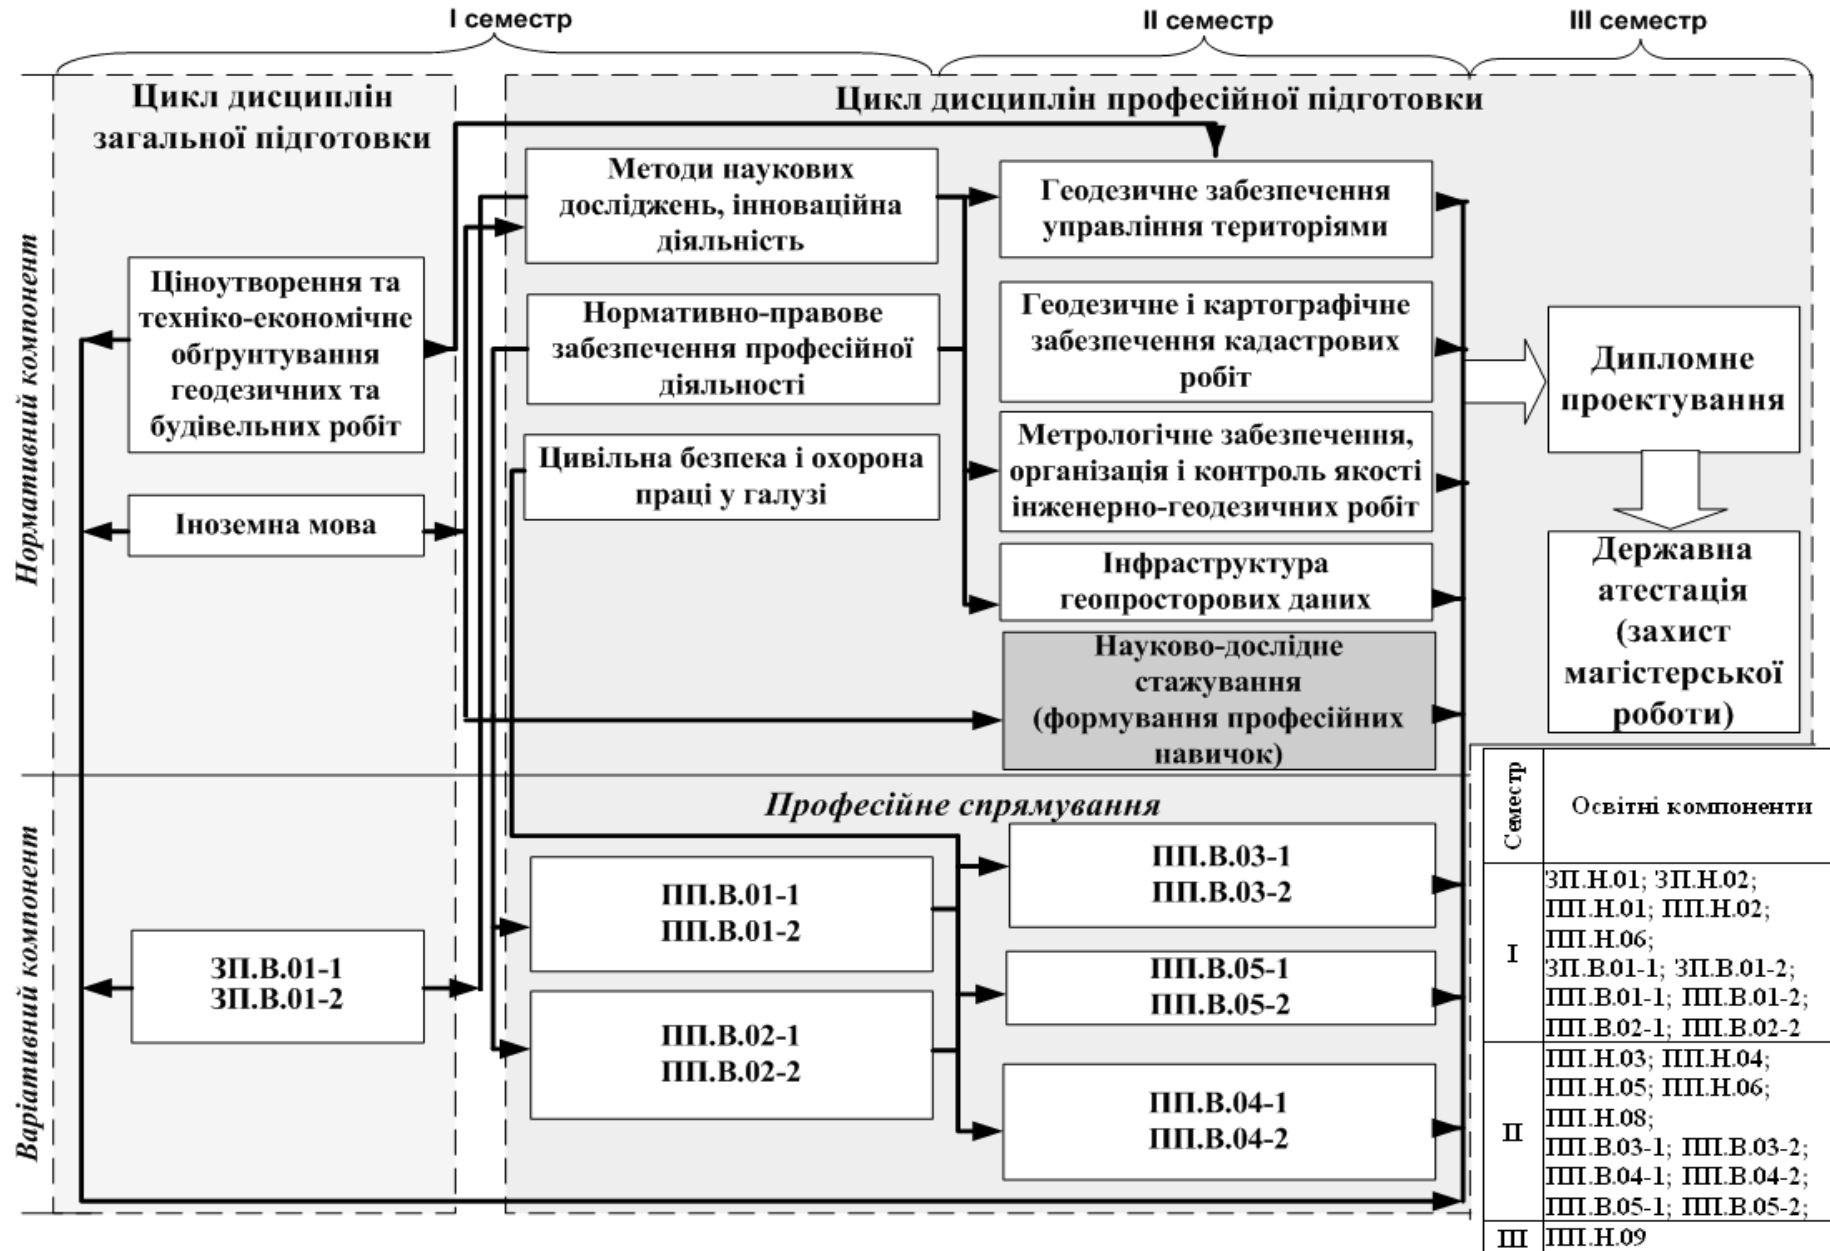 I семестр
II семестр
III семестр
Цикл дисциплін
загальної підготовки
Цикл дисциплін професійної підготовки
Нормативний компонент
Ціноутворення та
техніко-економічне
обґрунтування
геодезичних та
будівельних робіт
Іноземна мова
Методи наукових
досліджень, інноваційна
діяльність
Нормативно-правове
забезпечення професійної
діяльності
Цивільна безпека і охорона
праці у галузі
Геодезичне забезпечення
управління територіями
Геодезичне і картографічне
забезпечення кадастрових
робіт
Метрологічне забезпечення,
організація і контроль якості
інженерно-геодезичних робіт
Інфраструктура
геопросторових даних
Науково-дослідне
стажування
(формування професійних
навичок)
Дипломне
проектування
Державна
атестація
(захист
магістерської
роботи)
Варіативний компонент
Професійне спрямування
ЗП.В.01-1
ЗП.В.01-2
ПП.В.01-1
ПП.В.01-2
ПП.В.02-1
ПП.В.02-2
ПП.В.03-1
ПП.В.03-2
ПП.В.05-1
ПП.В.05-2
ПП.В.04-1
ПП.В.04-2
Семестр
Освітні компоненти
I
ЗП.Н.01; ЗП.Н.02;
ПП.Н.01; ПП.Н.02;
ПП.Н.06;
ЗП.В.01-1; ЗП.В.01-2;
ПП.В.01-1; ПП.В.01-2;
ПП.В.02-1; ПП.В.02-2
II
ПП.Н.03; ПП.Н.04;
ПП.Н.05; ПП.Н.06;
ПП.Н.08;
ПП.В.03-1; ПП.В.03-2;
ПП.В.04-1; ПП.В.04-2;
ПП.В.05-1; ПП.В.05-2;
III
ПП.Н.09